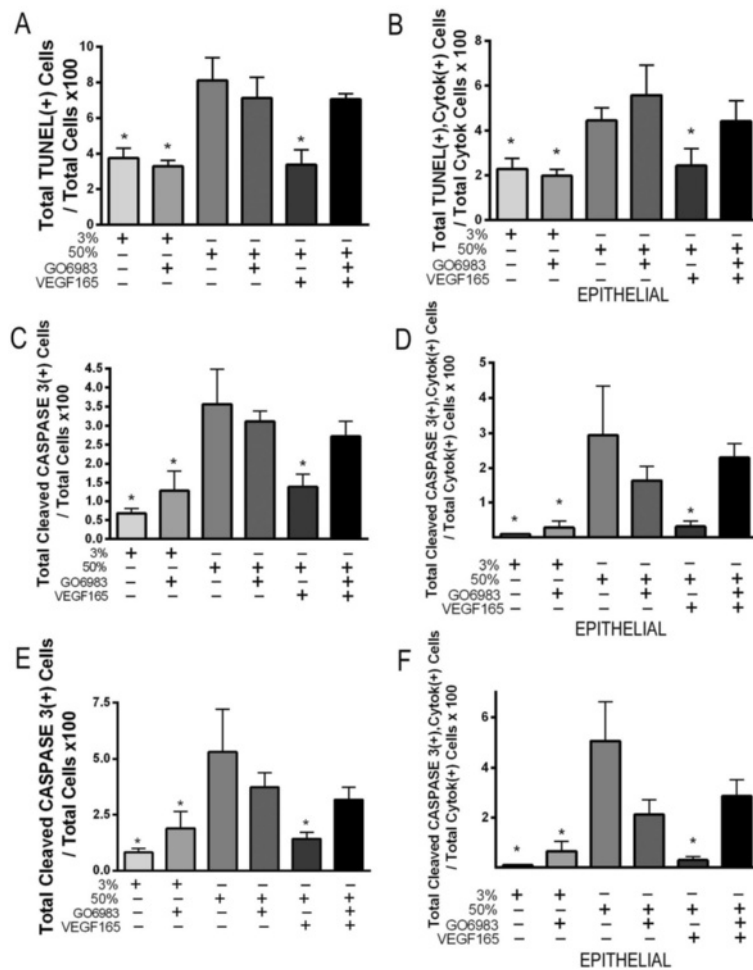 A
Total TUNEL(+) Cells
/ Total Cells x100
10
8
6
4
2
0
* * *
3% + + – – – –
50% – – + + + +
GO6983 – + – + – +
VEGF165 – – – – + +
B
Total TUNEL(+),Cytok(+) Cells
/ Total Cytok Cells x 100
8
6
4
2
0
* * *
3% + + – – – –
50% – – + + + +
GO6983 – + – + – +
VEGF165 – – – – + +
EPITHELIAL
C
Total Cleaved CASPASE 3(+) Cells
/ Total Cells x100
4.5
4.0
3.5
3.0
2.5
2.0
1.5
1.0
0.5
0.0
* * *
3% + + – – – –
50% – – + + + +
GO6983 – + – + – +
VEGF165 – – – – + +
D
Total Cleaved CASPASE 3(+),Cytok(+) Cells
/ Total Cytok(+) Cells x 100
5
4
3
2
1
* * *
3% + + – – – –
50% – – + + + +
GO6983 – + – + – +
VEGF165 – – – – + +
EPITHELIAL
E
Total Cleaved CASPASE 3(+) Cells
/ Total Cells x100
7.5
5.0
2.5
0.0
* * *
3% + + – – – –
50% – – + + + +
GO6983 – + – + – +
VEGF165 – – – – + +
F
Total Cleaved CASPASE 3(+),Cytok(+) Cells
/ Total Cytok(+) Cells x 100
6
4
2
* * *
3% + + – – – –
50% – – + + + +
GO6983 – + – + – +
VEGF165 – – – – + +
EPITHELIAL